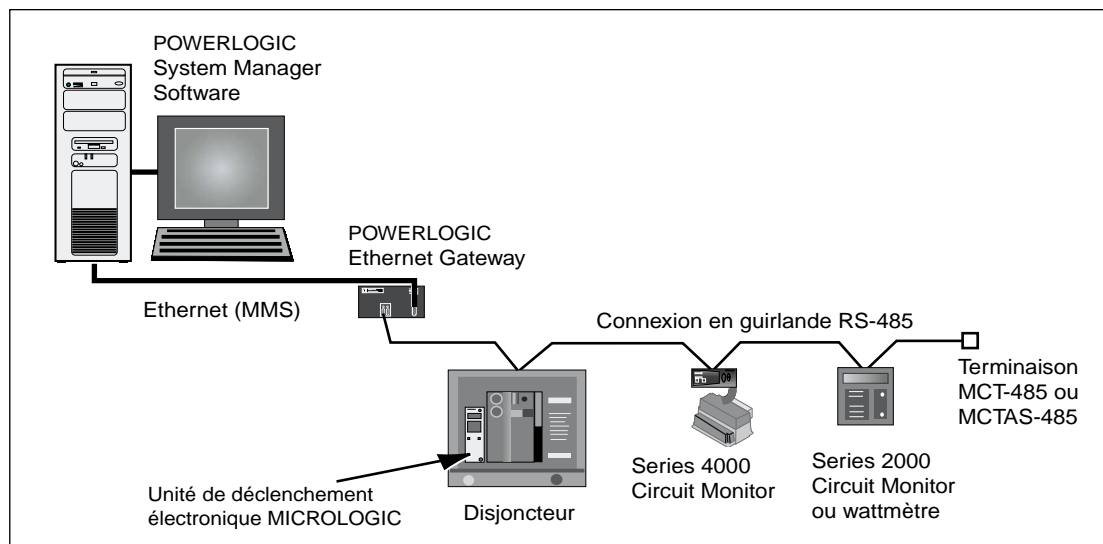 POWERLOGIC
System Manager
Software
POWERLOGIC
Ethernet Gateway
Ethernet (MMS)
Connexion en guirlande RS-485
Terminaison
MCT-485 ou
MCTAS-485
Unité de déclenchement
électronique MICROLOGIC
Disjoncteur
Series 4000
Circuit Monitor
Series 2000
Circuit Monitor
ou wattmètre